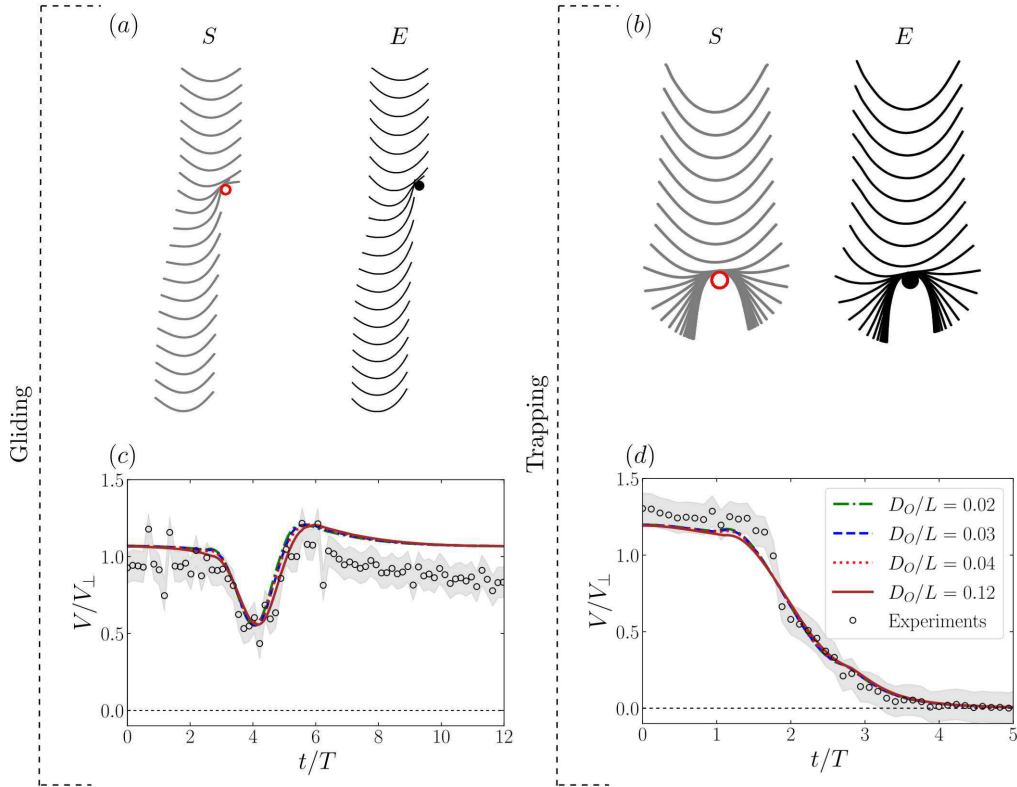 (a)
S E
(b)
S E
Gliding
Trapping
(c)
1.5
1.0
0.5
0.0
V/V⊥
0 2 4 6 8 10 12
t/T
(d)
1.5
1.0
0.5
0.0
V/V⊥
0 1 2 3 4 5
t/T
D_O/L = 0.02
D_O/L = 0.03
D_O/L = 0.04
D_O/L = 0.12
Experiments